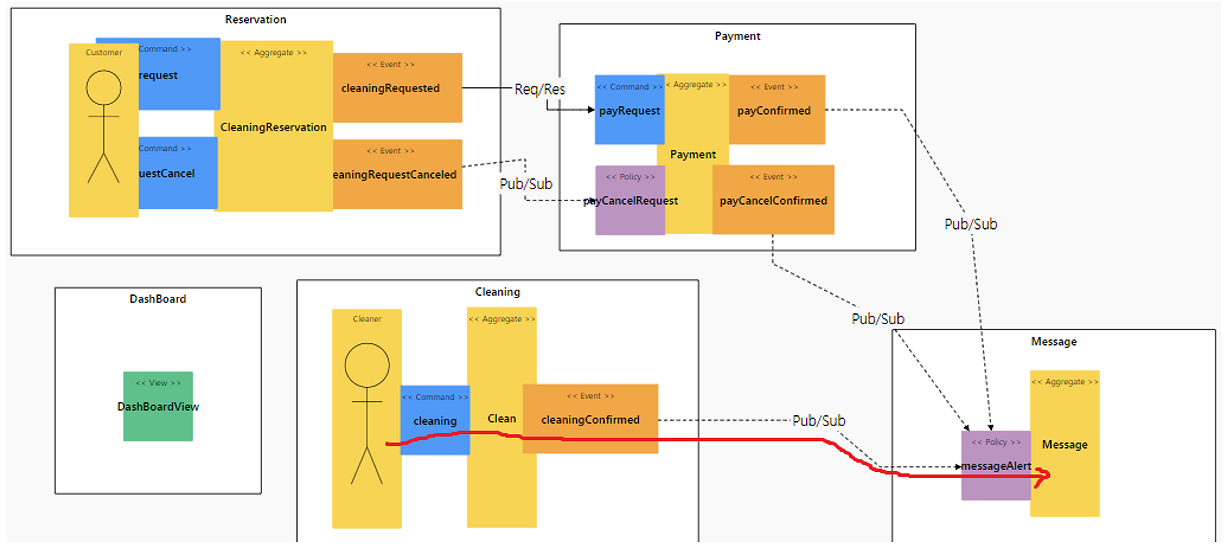 Reservation
Customer
Command >>
request
<< Aggregate >>
CleaningReservation
<< Event >>
cleaningRequested
Command >>
uestCancel
<< Event >>
eaningRequestCanceled
Req/Res
Pub/Sub
Payment
<< Command >>
payRequest
< Aggregate >>
Payment
<< Event >>
payConfirmed
<< Policy >>
payCancelRequest
<< Event >>
payCancelConfirmed
Pub/Sub
Pub/Sub
DashBoard
<< View >>
DashBoardView
Cleaning
Cleaner
<< Command >>
cleaning
<< Aggregate >>
Clean
<< Event >>
cleaningConfirmed
Pub/Sub
Message
<< Policy >>
messageAlert
<< Aggregate >>
Message